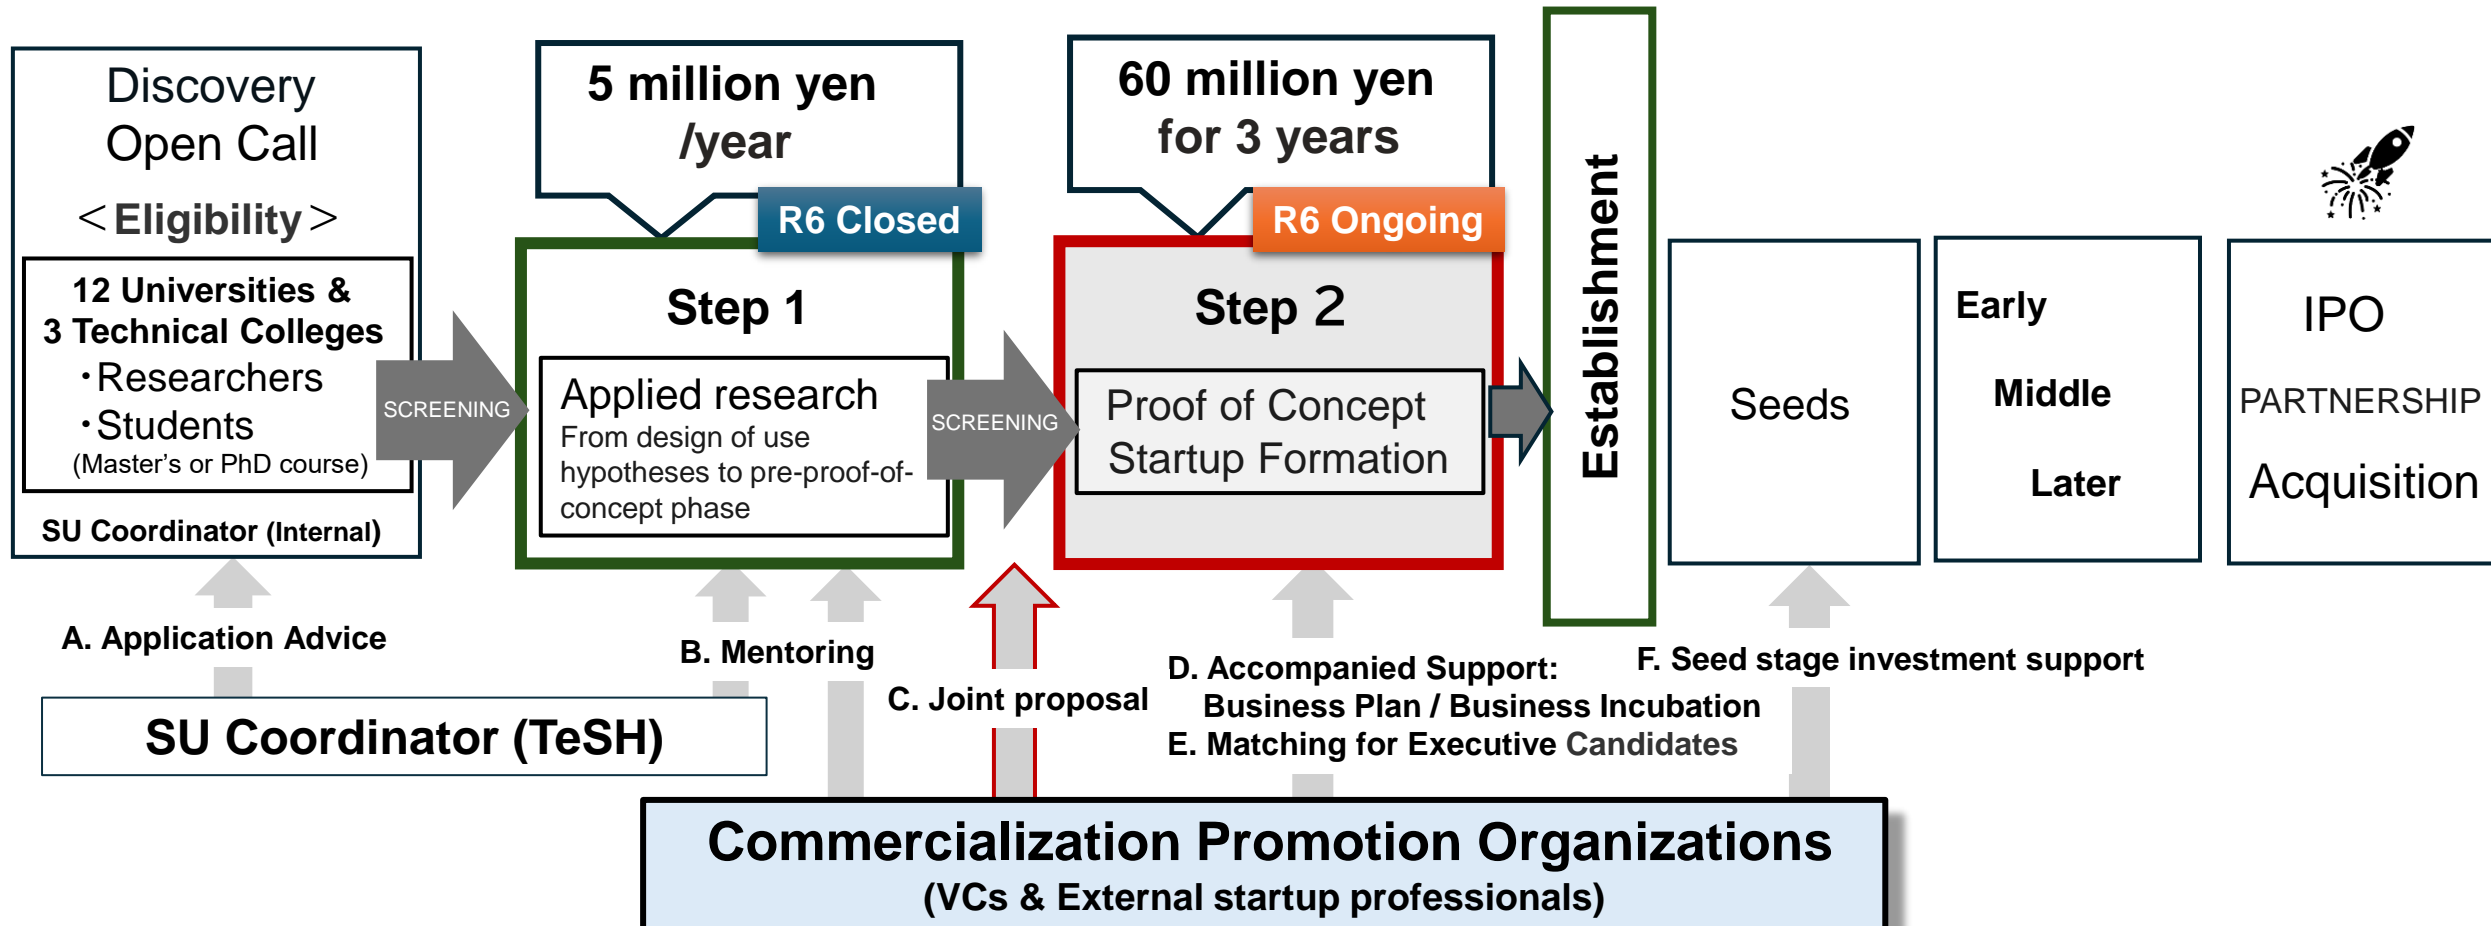 Discovery
Open Call
＜Eligibility＞
12 Universities &
3 Technical Colleges
・Researchers
・Students
(Master's or PhD course)
SU Coordinator (Internal)
SCREENING
5 million yen
/year
R6 Closed
Step 1
Applied research
From design of use
hypotheses to pre-proof-of-
concept phase
SCREENING
60 million yen
for 3 years
R6 Ongoing
Step 2
Proof of Concept
Startup Formation
Establishment
Seeds
Early
Middle
Later
IPO
PARTNERSHIP
Acquisition
A. Application Advice
B. Mentoring
C. Joint proposal
D. Accompanied Support:
Business Plan / Business Incubation
E. Matching for Executive Candidates
F. Seed stage investment support
SU Coordinator (TeSH)
Commercialization Promotion Organizations
(VCs & External startup professionals)